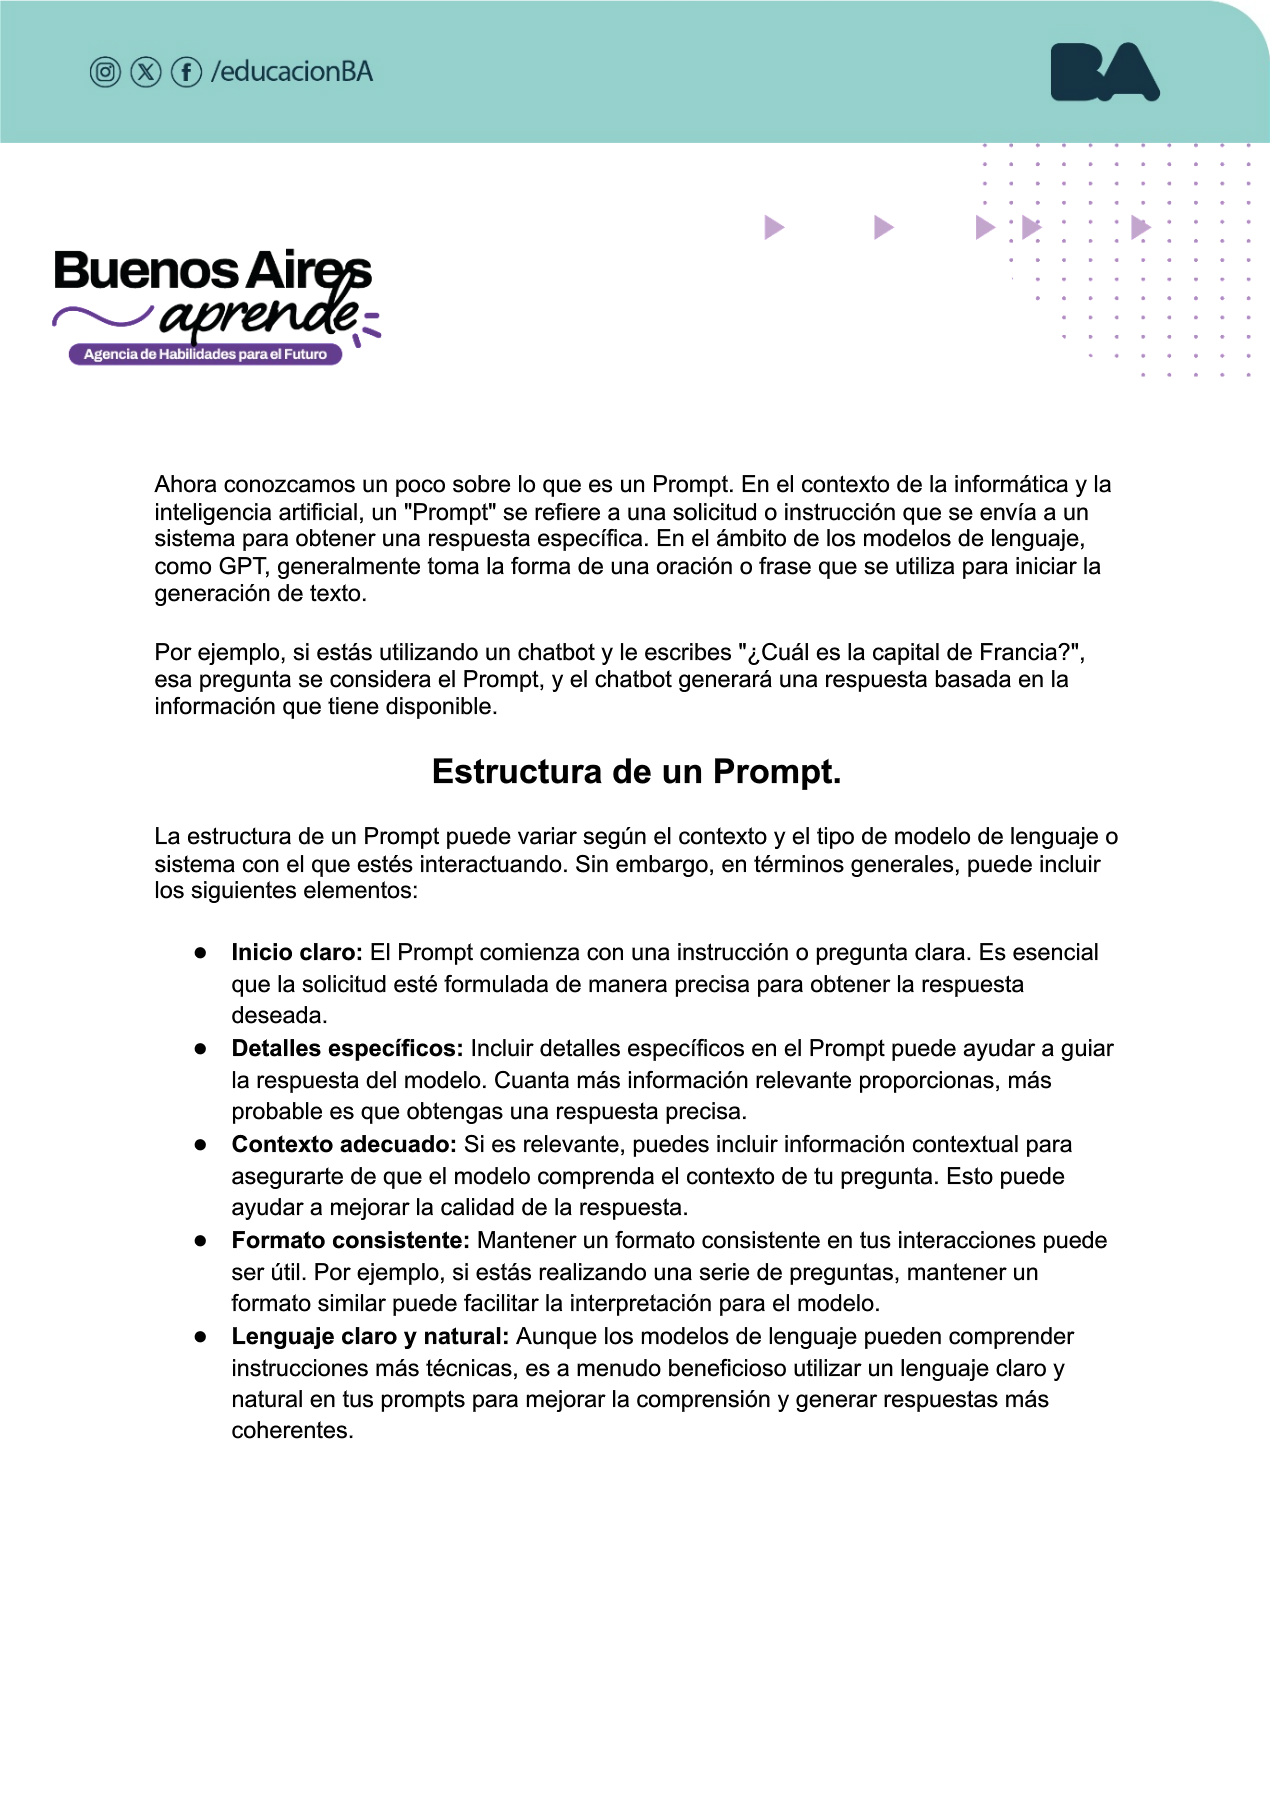 /educacionBA
BA
Buenos Aires
aprende
Agencia de Habilidades para el Futuro
Ahora conozcamos un poco sobre lo que es un Prompt. En el contexto de la informática y la
inteligencia artificial, un "Prompt" se refiere a una solicitud o instrucción que se envía a un
sistema para obtener una respuesta específica. En el ámbito de los modelos de lenguaje,
como GPT, generalmente toma la forma de una oración o frase que se utiliza para iniciar la
generación de texto.
Por ejemplo, si estás utilizando un chatbot y le escribes "¿Cuál es la capital de Francia?",
esa pregunta se considera el Prompt, y el chatbot generará una respuesta basada en la
información que tiene disponible.
Estructura de un Prompt.
La estructura de un Prompt puede variar según el contexto y el tipo de modelo de lenguaje o
sistema con el que estés interactuando. Sin embargo, en términos generales, puede incluir
los siguientes elementos:
● Inicio claro: El Prompt comienza con una instrucción o pregunta clara. Es esencial
que la solicitud esté formulada de manera precisa para obtener la respuesta
deseada.
● Detalles específicos: Incluir detalles específicos en el Prompt puede ayudar a guiar
la respuesta del modelo. Cuanta más información relevante proporcionas, más
probable es que obtengas una respuesta precisa.
● Contexto adecuado: Si es relevante, puedes incluir información contextual para
asegurarte de que el modelo comprenda el contexto de tu pregunta. Esto puede
ayudar a mejorar la calidad de la respuesta.
● Formato consistente: Mantener un formato consistente en tus interacciones puede
ser útil. Por ejemplo, si estás realizando una serie de preguntas, mantener un
formato similar puede facilitar la interpretación para el modelo.
● Lenguaje claro y natural: Aunque los modelos de lenguaje pueden comprender
instrucciones más técnicas, es a menudo beneficioso utilizar un lenguaje claro y
natural en tus prompts para mejorar la comprensión y generar respuestas más
coherentes.